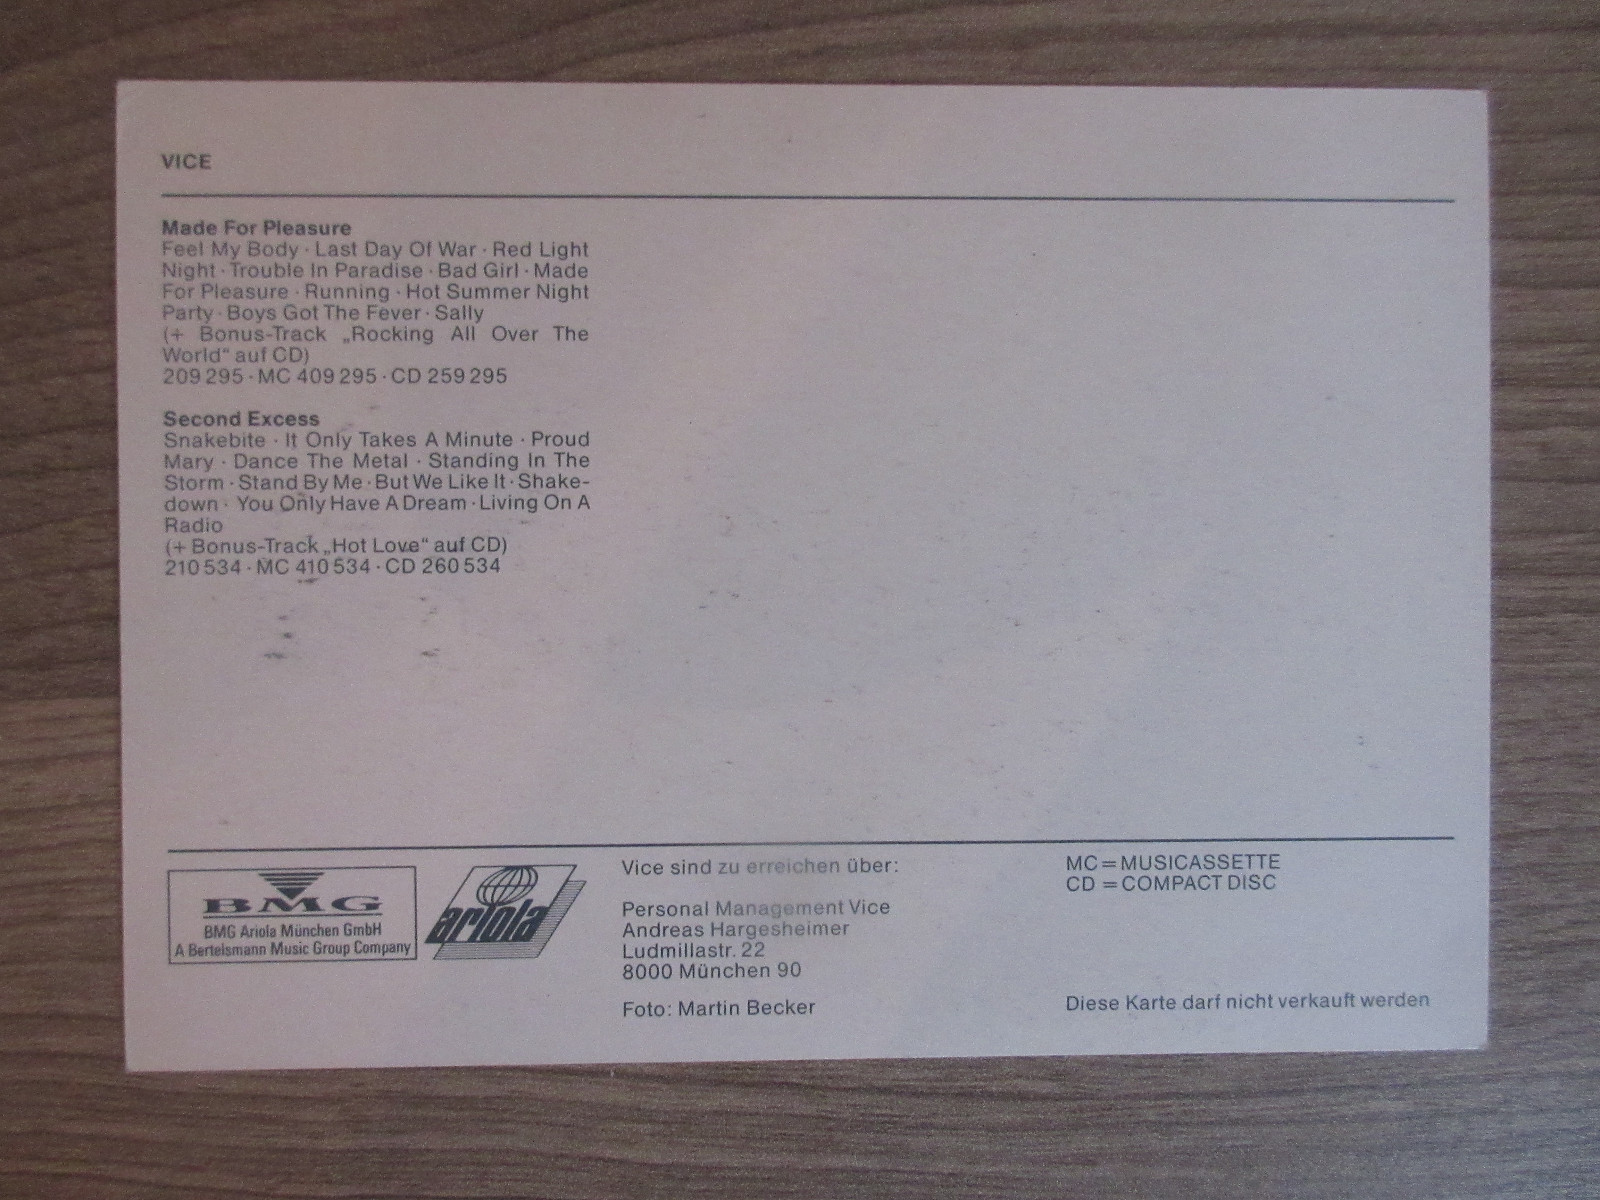 VICE
Made For Pleasure
Feel My Body · Last Day Of War · Red Light
Night · Trouble In Paradise · Bad Girl · Made
For Pleasure · Running · Hot Summer Night
Party · Boys Got The Fever · Sally
(+ Bonus-Track „Rocking All Over The
World“ auf CD)
209 295 · MC 409 295 · CD 259 295
Second Excess
Snakebite · It Only Takes A Minute · Proud
Mary · Dance The Metal · Standing In The
Storm · Stand By Me · But We Like It · Shake-
down · You Only Have A Dream · Living On A
Radio
(+ Bonus-Track „Hot Love“ auf CD)
210 534 · MC 410 534 · CD 260 534
BMG
BMG Ariola München GmbH
A Bertelsmann Music Group Company
ariola
Vice sind zu erreichen über:
Personal Management Vice
Andreas Hargesheimer
Ludmillastr. 22
8000 München 90
Foto: Martin Becker
MC = MUSICASSETTE
CD = COMPACT DISC
Diese Karte darf nicht verkauft werden